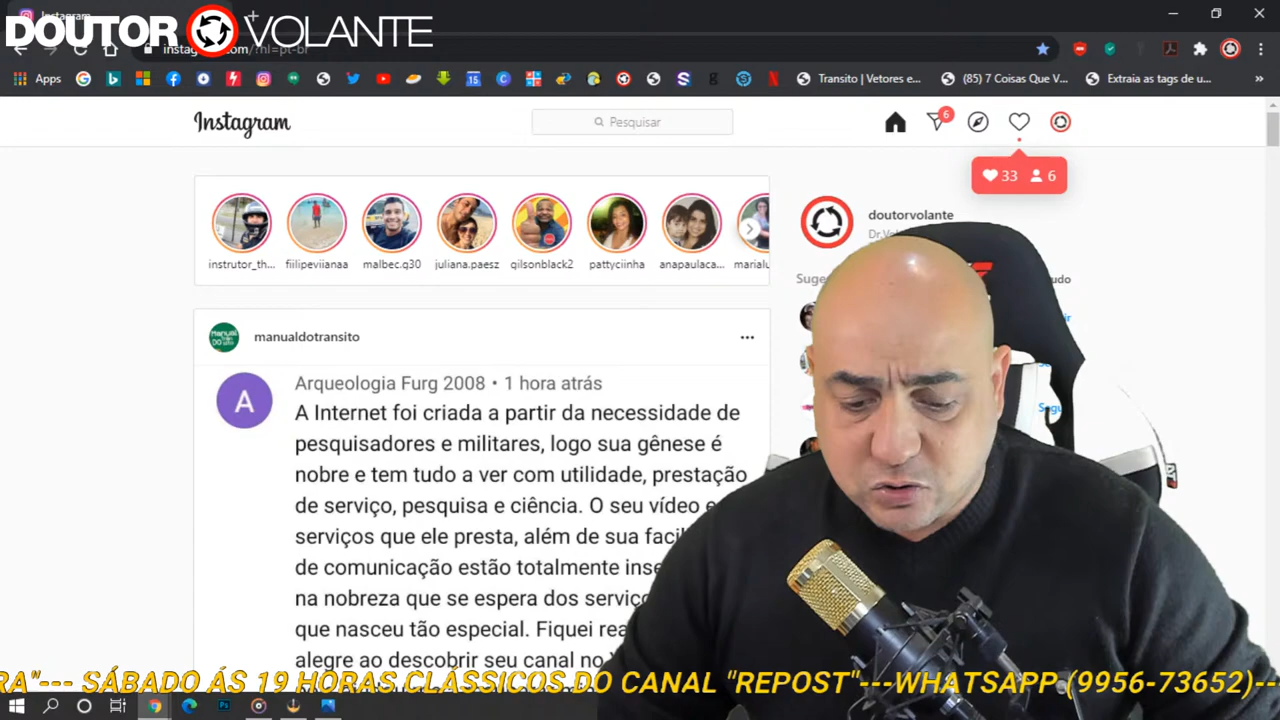 Instagram
DOUTOR VOLANTE
Apps
Transito | Vetores e...
(85) 7 Coisas Que V...
Extraia as tags de u...
»
Instagram
Pesquisar
6
33 6
instrutor_th...
fiilipeviianaa
malbec.q30
juliana.paesz
gilsonblack2
pattyciinha
anapaulaca...
doutorvolante
manualdotransito
A
Arqueologia Furg 2008 • 1 hora atrás
A Internet foi criada a partir da necessidade de
pesquisadores e militares, logo sua gênese é
nobre e tem tudo a ver com utilidade, prestação
de serviço, pesquisa e ciência. O seu vídeo e
serviços que ele presta, além de sua
de comunicação estão totalmente
na nobreza que se espera dos
que nasceu tão especial. Fiquei
alegre ao descobrir seu canal no
RA"--- SÁBADO ÁS 19 HORAS CLÁSSICOS DO CANAL "REPOST"---WHATSAPP (9956-73652)---